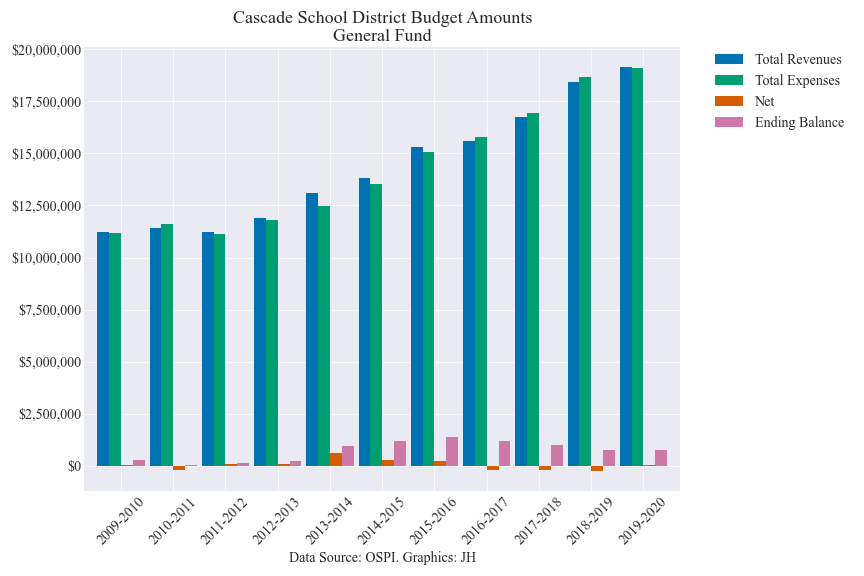 Cascade School District Budget Amounts
General Fund
$20,000,000
$17,500,000
$15,000,000
$12,500,000
$10,000,000
$7,500,000
$5,000,000
$2,500,000
$0
2009-2010
2010-2011
2011-2012
2012-2013
2013-2014
2014-2015
2015-2016
2016-2017
2017-2018
2018-2019
2019-2020
Data Source: OSPI. Graphics: JH
Total Revenues
Total Expenses
Net
Ending Balance